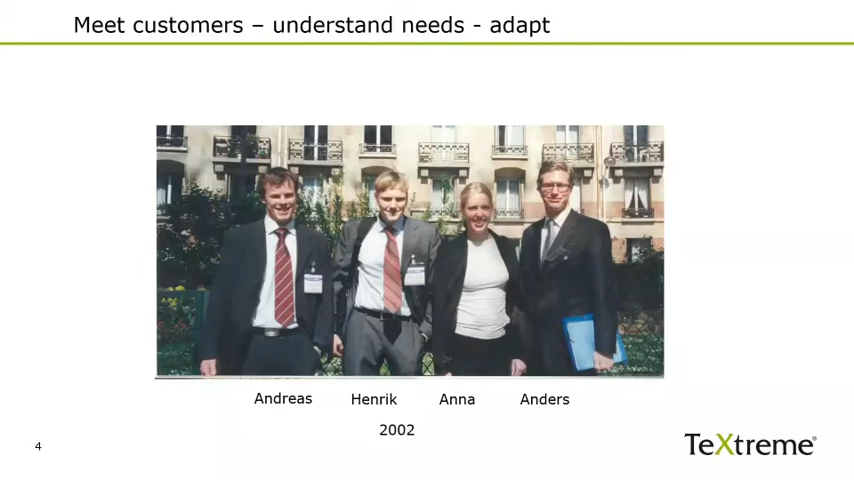 Meet customers – understand needs - adapt
Andreas Henrik Anna Anders
2002
4
TeXtreme®